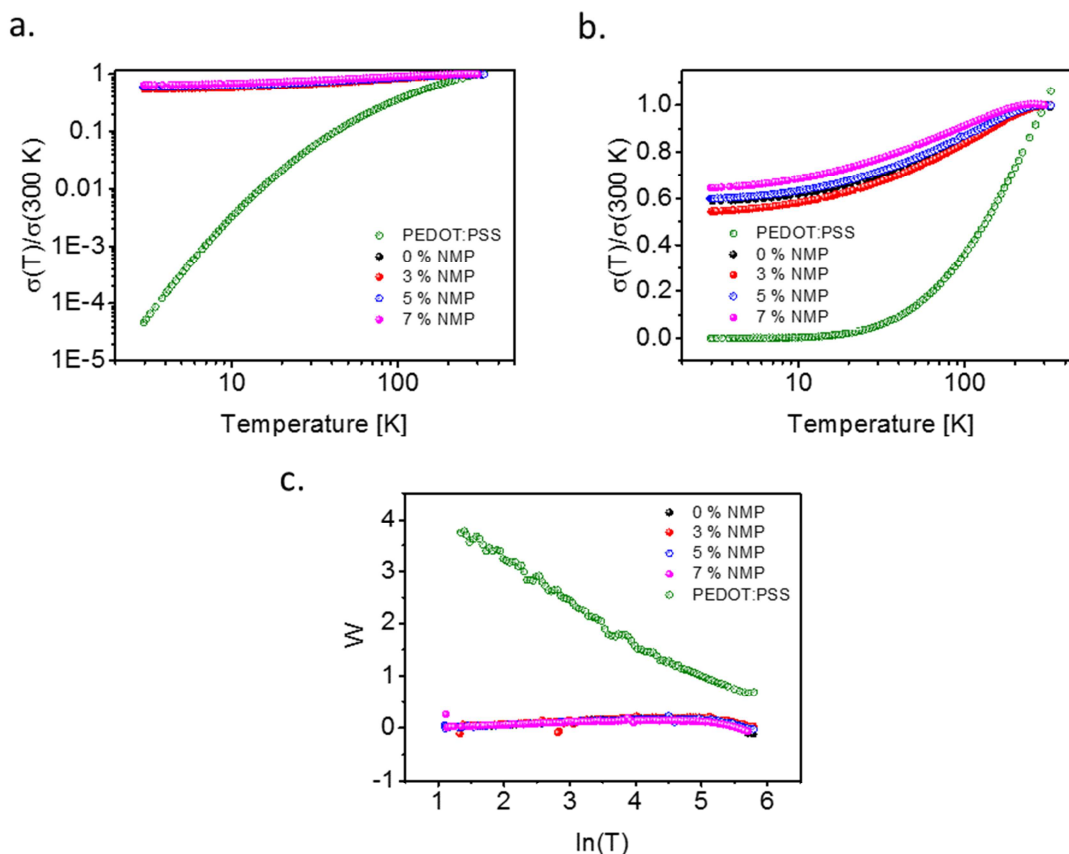 a.
σ(T)/σ(300 K)
1
0.1
0.01
1E-3
1E-4
1E-5
PEDOT:PSS
0 % NMP
3 % NMP
5 % NMP
7 % NMP
10
100
Temperature [K]
b.
σ(T)/σ(300 K)
1.0
0.8
0.6
0.4
0.2
0.0
PEDOT:PSS
0 % NMP
3 % NMP
5 % NMP
7 % NMP
10
100
Temperature [K]
c.
W
4
3
2
1
0
-1
0 % NMP
3 % NMP
5 % NMP
7 % NMP
PEDOT:PSS
1
2
3
4
5
6
ln(T)